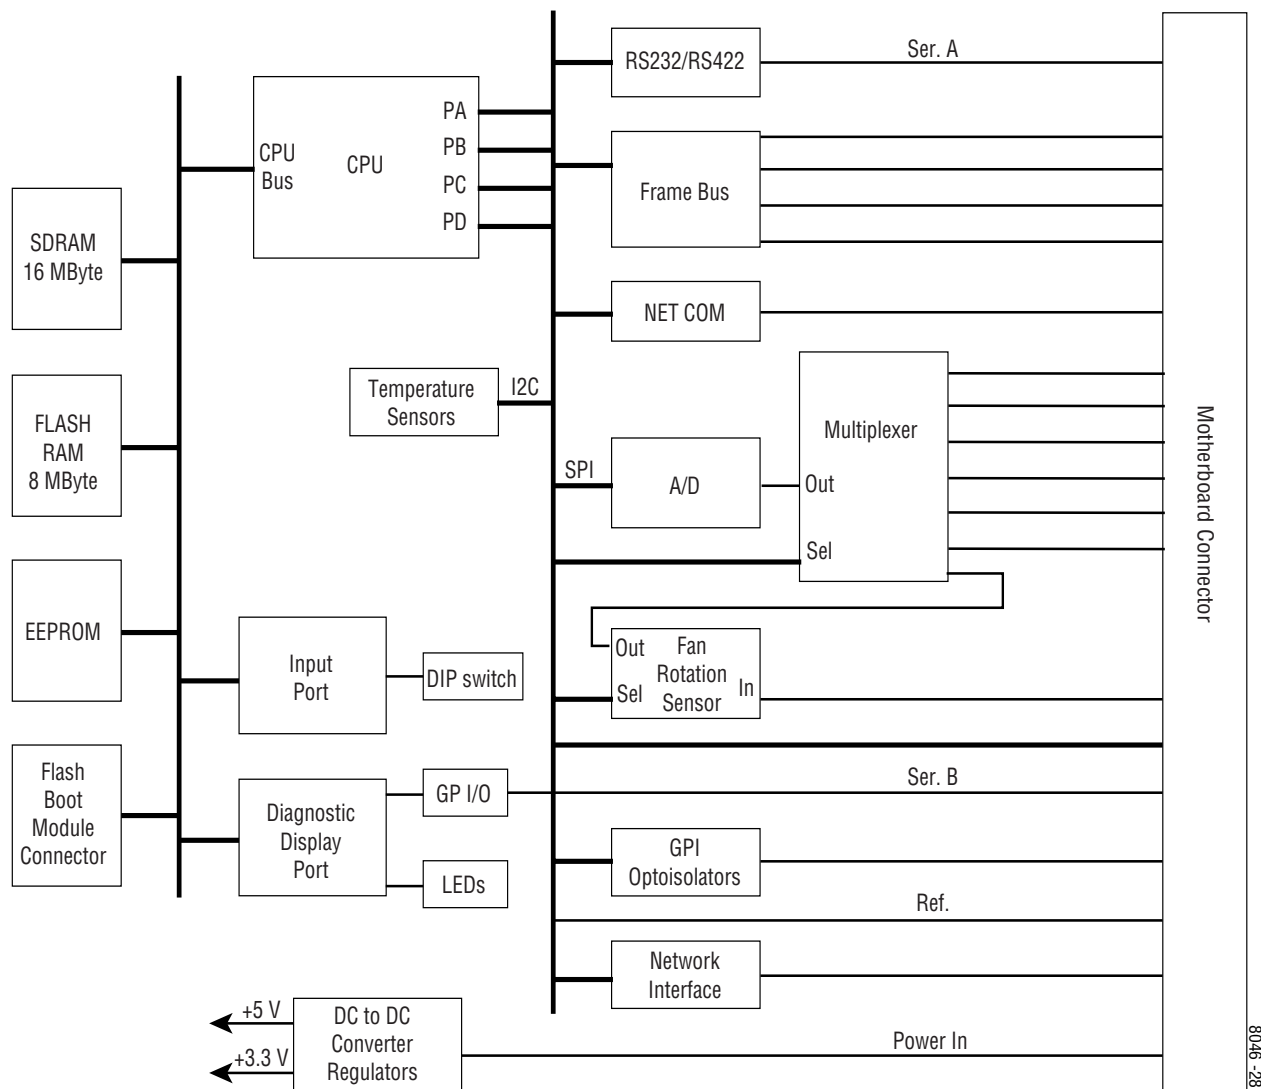 RS232/RS422
Ser. A
PA
PB
PC
PD
CPU
Bus
CPU
Frame Bus
SDRAM
16 MByte
NET COM
Temperature
Sensors
I2C
Multiplexer
FLASH
RAM
8 MByte
SPI
A/D
Out
Sel
Motherboard Connector
EEPROM
Input
Port
DIP switch
Out
Sel
Fan
Rotation
Sensor
In
Flash
Boot
Module
Connector
Diagnostic
Display
Port
GP I/O
LEDs
Ser. B
GPI
Optoisolators
Ref.
Network
Interface
+5 V
+3.3 V
DC to DC
Converter
Regulators
Power In
8046 -28